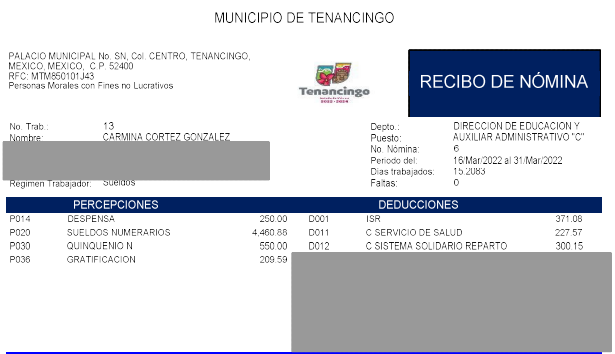 MUNICIPIO DE TENANCINGO
PALACIO MUNICIPAL No. SN, Col. CENTRO, TENANCINGO,
MEXICO, MEXICO, C.P. 52400
RFC: MTM850101J43
Personas Morales con Fines no Lucrativos
Tenancingo
2022 - 2024
RECIBO DE NÓMINA
No. Trab.: 13
Nombre: CARMINA CORTEZ GONZALEZ
Regimen Trabajador: Sueldos
Depto.: DIRECCION DE EDUCACION Y
Puesto: AUXILIAR ADMINISTRATIVO "C"
No. Nómina: 6
Periodo del: 16/Mar/2022 al 31/Mar/2022
Dias trabajados: 15.2083
Faltas: 0
PERCEPCIONES DEDUCCIONES
P014 DESPENSA 250.00 D001 ISR 371.08
P020 SUELDOS NUMERARIOS 4,460.88 D011 C SERVICIO DE SALUD 227.57
P030 QUINQUENIO N 550.00 D012 C SISTEMA SOLIDARIO REPARTO 300.15
P036 GRATIFICACION 209.59